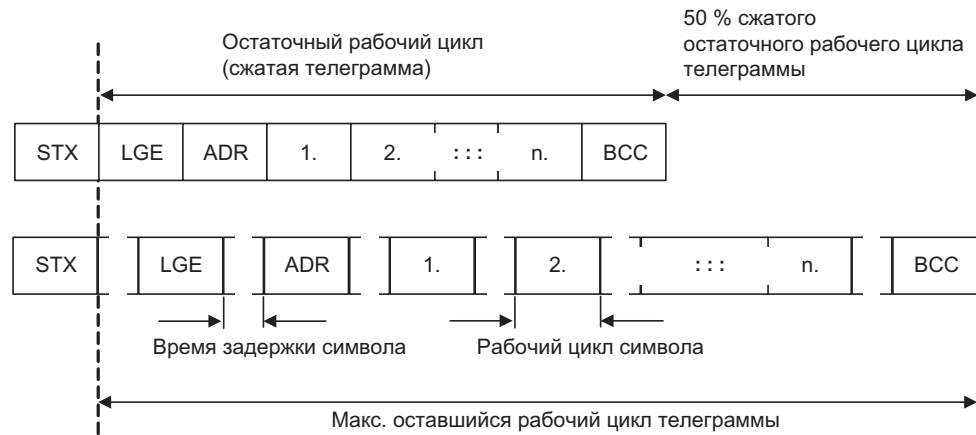 50 % сжатого
остаточного рабочего цикла
телеграммы
Остаточный рабочий цикл
(сжатая телеграмма)
STX LGE ADR 1. 2. : : : n. BCC
STX LGE ADR 1. 2. : : : n. BCC
Время задержки символа Рабочий цикл символа
Макс. оставшийся рабочий цикл телеграммы